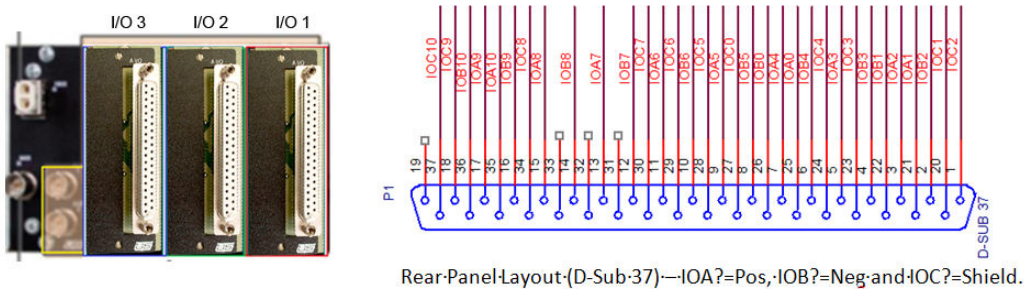 I/O 3
I/O 2
I/O 1
A I/O
A I/O
A I/O
IOC10
IOC9
IOB10
IOA9
IOA10
IOB9
IOC8
IOA8
IOB8
IOA7
IOB7
IOC7
IOA6
IOC6
IOB6
IOC5
IOA5
IOC0
IOB5
IOB0
IOA4
IOA0
IOB4
IOC4
IOA3
IOC3
IOB3
IOB1
IOA2
IOA1
IOB2
IOC1
IOC2
19
37
18
36
17
35
16
34
15
33
14
32
13
31
12
30
11
29
10
28
9
27
8
26
7
25
6
24
5
23
4
22
3
21
2
20
1
P1
D-SUB 37
Rear·Panel·Layout·(D-Sub·37)·–·IOA?=Pos,·IOB?=Neg·and·IOC?=Shield.